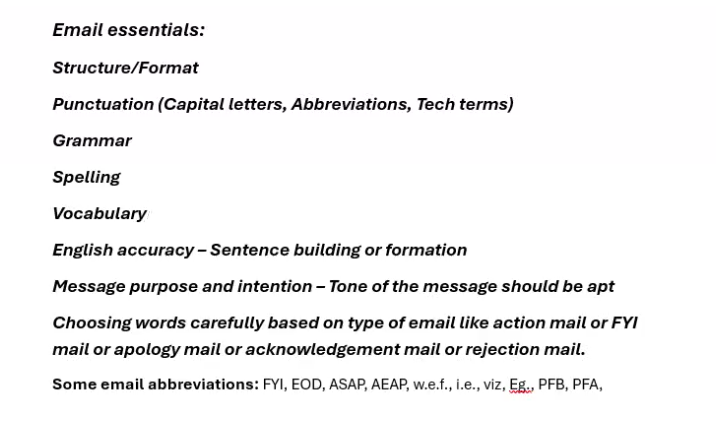 Email essentials:
Structure/Format
Punctuation (Capital letters, Abbreviations, Tech terms)
Grammar
Spelling
Vocabulary
English accuracy – Sentence building or formation
Message purpose and intention – Tone of the message should be apt
Choosing words carefully based on type of email like action mail or FYI
mail or apology mail or acknowledgement mail or rejection mail.
Some email abbreviations: FYI, EOD, ASAP, AEAP, w.e.f., i.e., viz, Eg., PFB, PFA,